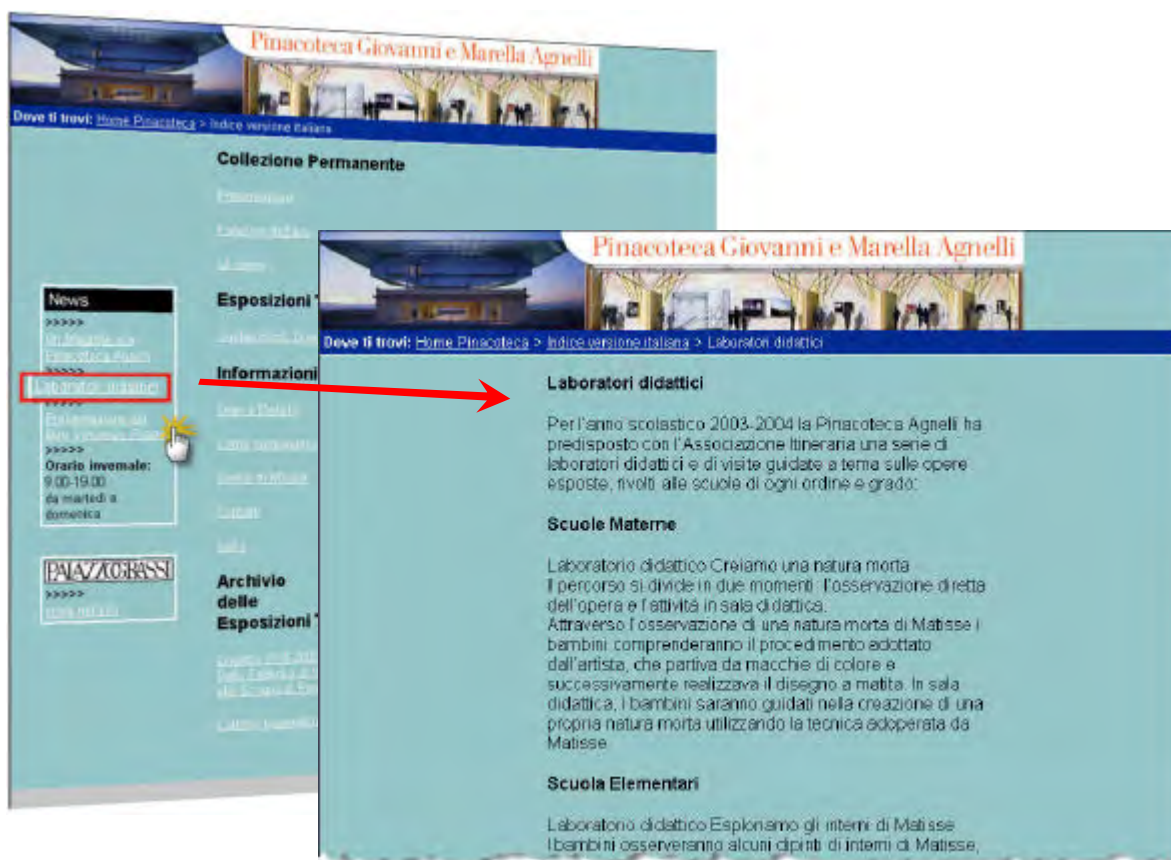 Pinacoteca Giovanni e Marella Agnelli
Dove ti trovi: Home Pinacoteca > Indice versione italiana
Collezione Permanente
Presentazione
News
>>>>>
Pinacoteca Agnelli
>>>>>
Laboratori didattici
>>>>>
>>>>>
Orario invernale:
9.00-19.00
da martedì a
domenica
PALAZZO GRASSI
>>>>>
Esposizioni
Informazioni
Contatti
Links
Archivio
delle
Esposizioni
Pinacoteca Giovanni e Marella Agnelli
Dove ti trovi: Home Pinacoteca > Indice versione italiana > Laboratori didattici
Laboratori didattici
Per l'anno scolastico 2003-2004 la Pinacoteca Agnelli ha
predisposto con l'Associazione Itineraria una serie di
laboratori didattici e di visite guidate a tema sulle opere
esposte, rivolti alle scuole di ogni ordine e grado:
Scuole Materne
Laboratorio didattico Creiamo una natura morta
Il percorso si divide in due momenti: l'osservazione diretta
dell'opera e l'attività in sala didattica.
Attraverso l'osservazione di una natura morta di Matisse i
bambini comprenderanno il procedimento adottato
dall'artista, che partiva da macchie di colore e
successivamente realizzava il disegno a matita. In sala
didattica, i bambini saranno guidati nella creazione di una
propria natura morta utilizzando la tecnica adoperata da
Matisse
Scuola Elementari
Laboratorio didattico Esploriamo gli interni di Matisse
I bambini osserveranno alcuni dipinti di interni di Matisse,